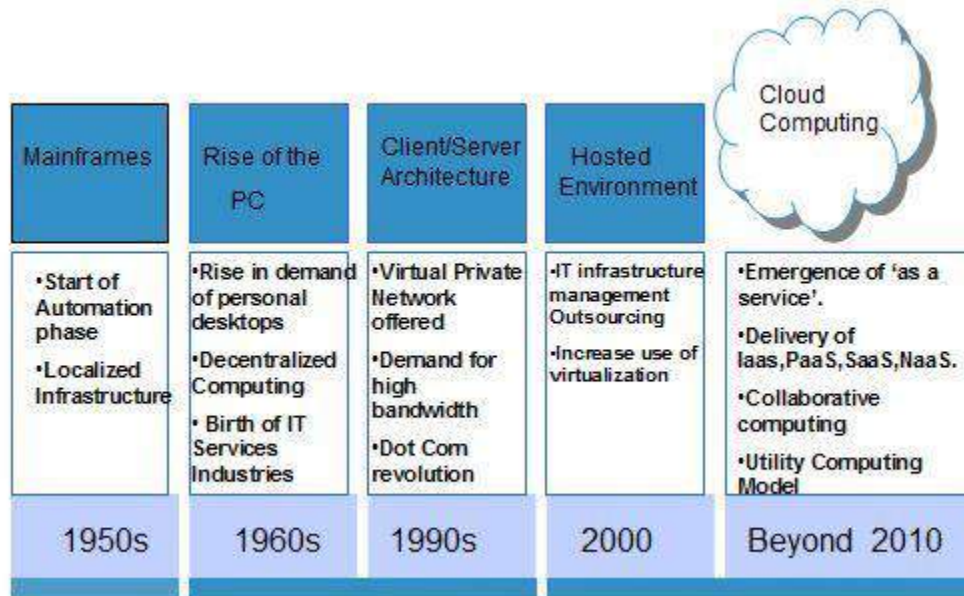 Mainframes
Rise of the
PC
Client/Server
Architecture
Hosted
Environment
Cloud
Computing
•Start of
Automation
phase
•Localized
Infrastructure
•Rise in demand
of personal
desktops
•Decentralized
Computing
• Birth of IT
Services
Industries
•Virtual Private
Network
offered
•Demand for
high
bandwidth
•Dot Com
revolution
•IT infrastructure
management
Outsourcing
•Increase use of
virtualization
•Emergence of ‘as a
service’.
•Delivery of
Iaas,PaaS,SaaS,NaaS.
•Collaborative
computing
•Utility Computing
Model
1950s
1960s
1990s
2000
Beyond 2010